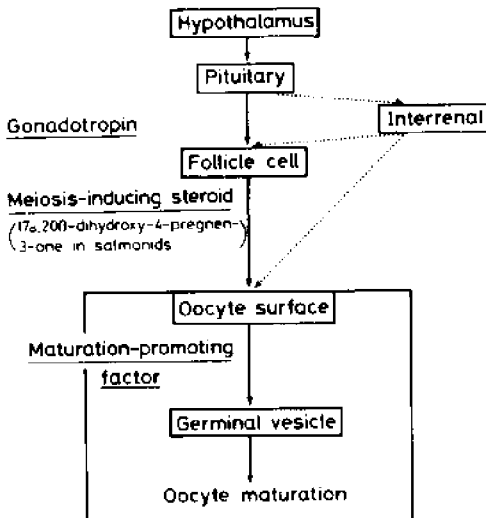 Hypothalamus
Pituitary
Interrenal
Gonadotropin
Follicle cell
Meiosis-inducing steroid
(17α,20β-dihydroxy-4-pregnen-
3-one in salmonids)
Oocyte surface
Maturation-promoting
factor
Germinal vesicle
Oocyte maturation